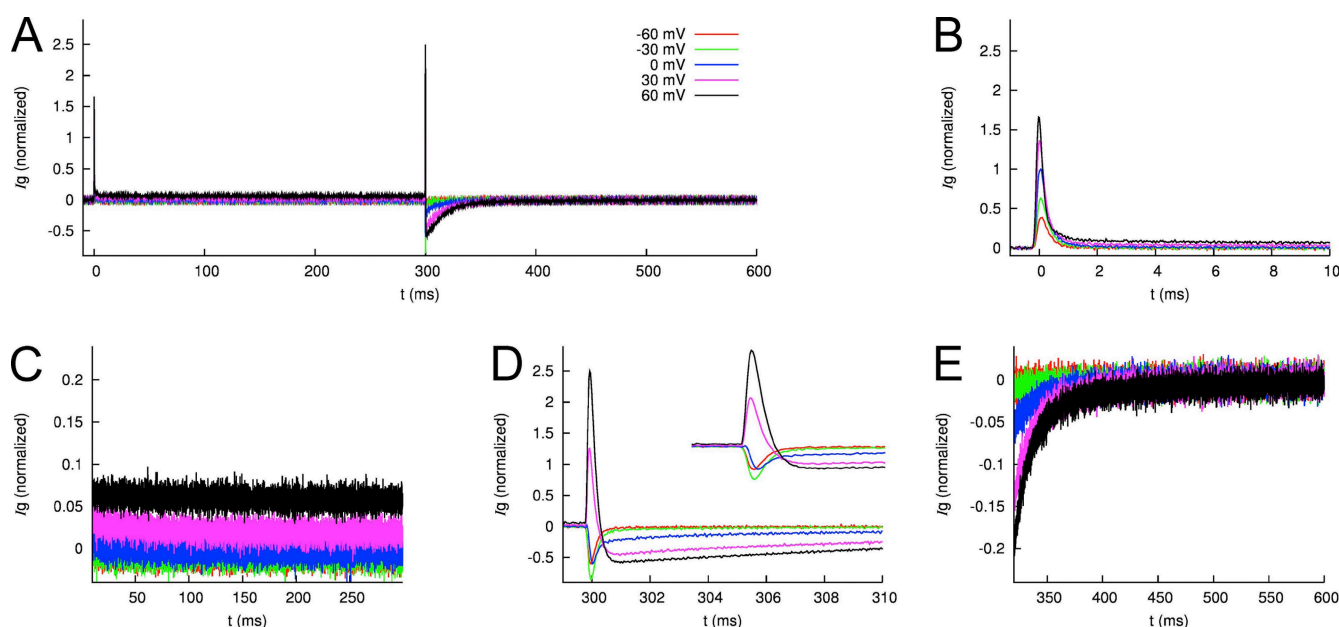 A
Ig (normalized)
2.5
2
1.5
1
0.5
0
-0.5
0 100 200 300 400 500 600
t (ms)
-60 mV
-30 mV
0 mV
30 mV
60 mV
B
Ig (normalized)
2.5
2
1.5
1
0.5
0
0 2 4 6 8 10
t (ms)
C
Ig (normalized)
0.2
0.15
0.1
0.05
0
50 100 150 200 250
t (ms)
D
Ig (normalized)
2.5
2.0
1.5
1.0
0.5
0
-0.5
300 302 304 306 308 310
t (ms)
E
Ig (normalized)
0
-0.05
-0.1
-0.15
-0.2
350 400 450 500 550 600
t (ms)